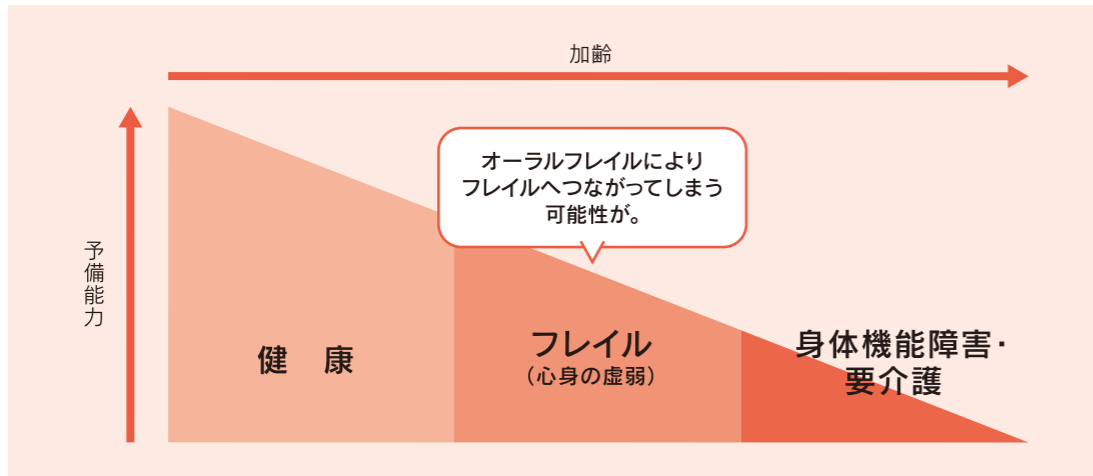 加齢
オーラルフレイルにより
フレイルへつながってしまう
可能性が。
予備能力
健 康
フレイル
(心身の虚弱)
身体機能障害・
要介護